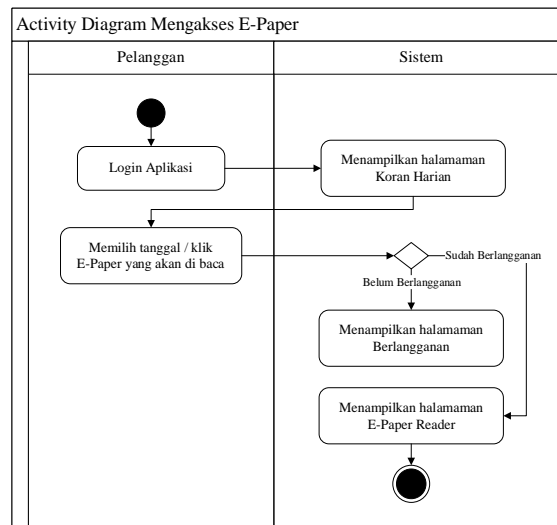 Activity Diagram Mengakses E-Paper
Pelanggan
Sistem
Login Aplikasi
Menampilkan halamaman
Koran Harian
Memilih tanggal / klik
E-Paper yang akan di baca
Sudah Berlangganan
Belum Berlangganan
Menampilkan halamaman
Berlangganan
Menampilkan halamaman
E-Paper Reader